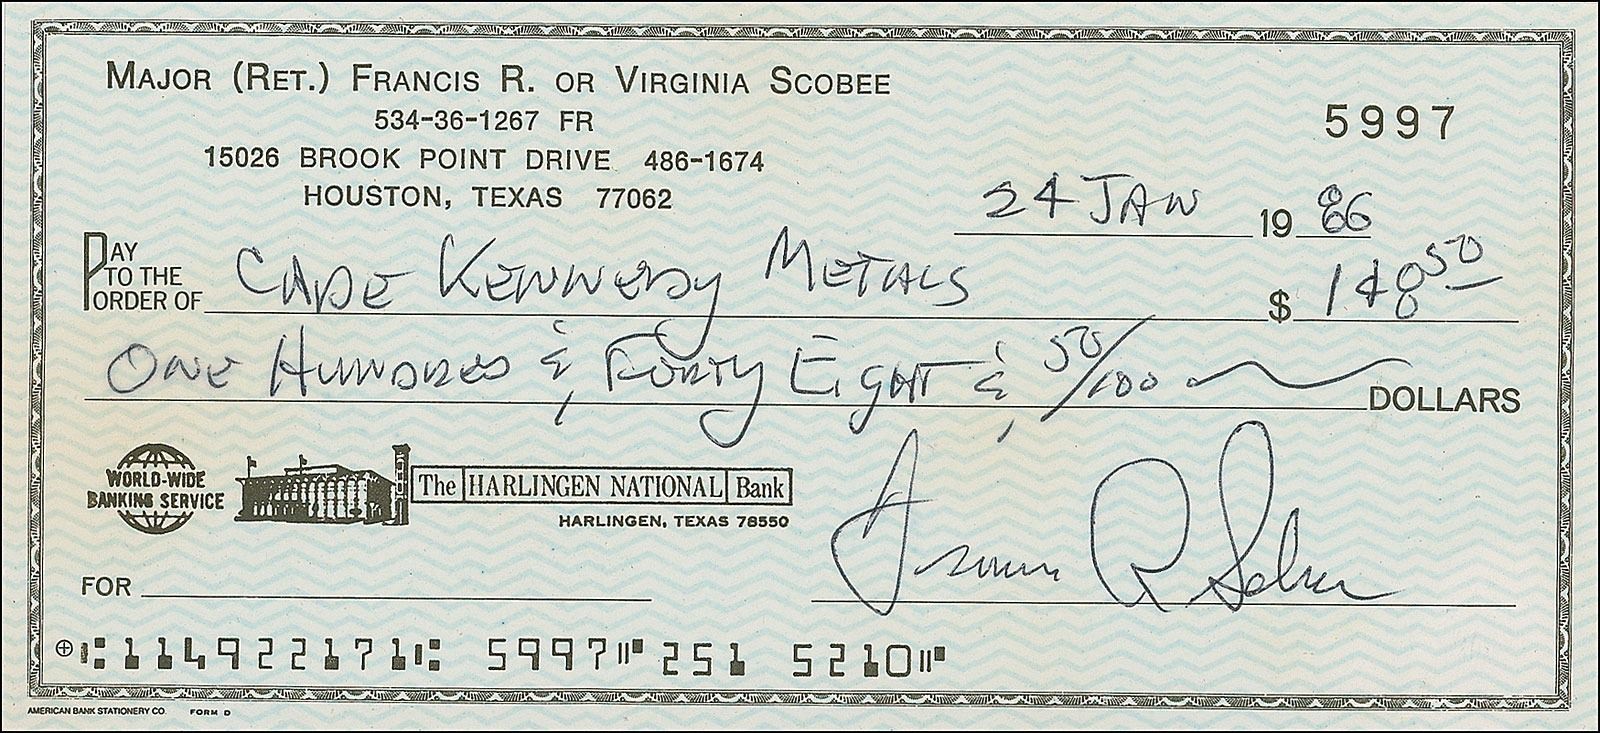 MAJOR (RET.) FRANCIS R. OR VIRGINIA SCOBEE
534-36-1267 FR
5997
15026 BROOK POINT DRIVE 486-1674
HOUSTON, TEXAS 77062
24 JAN 19 86
PAY TO THE ORDER OF CAPE KENNEDY METALS $ 148 50
ONE HUNDRED & FORTY EIGHT & 50/100 DOLLARS
WORLD-WIDE BANKING SERVICE
The HARLINGEN NATIONAL Bank
HARLINGEN, TEXAS 78550
Francis R Scobee
FOR
⑆114922171⑆ 5997⑈251 5210⑈
AMERICAN BANK STATIONERY CO. FORM D